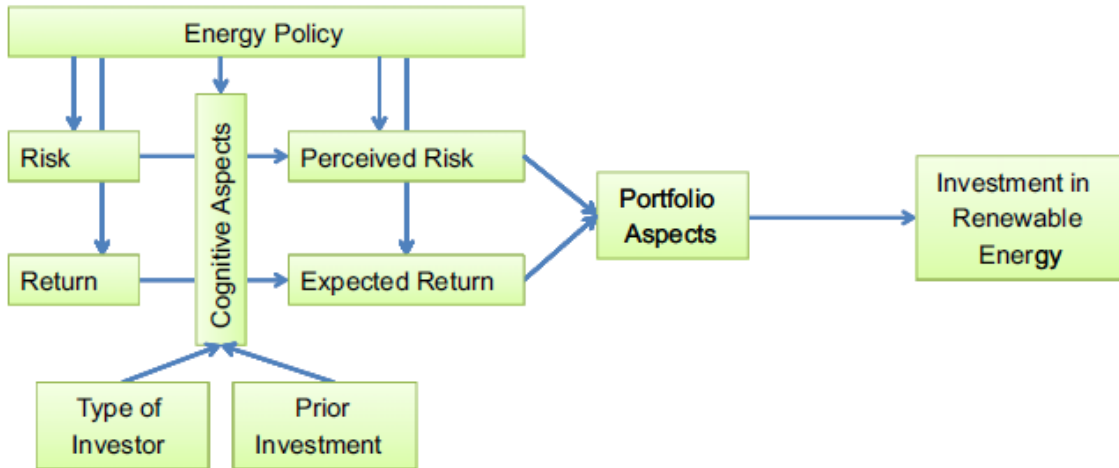 Energy Policy
Risk
Cognitive Aspects
Perceived Risk
Return
Expected Return
Portfolio
Aspects
Investment in
Renewable
Energy
Type of
Investor
Prior
Investment